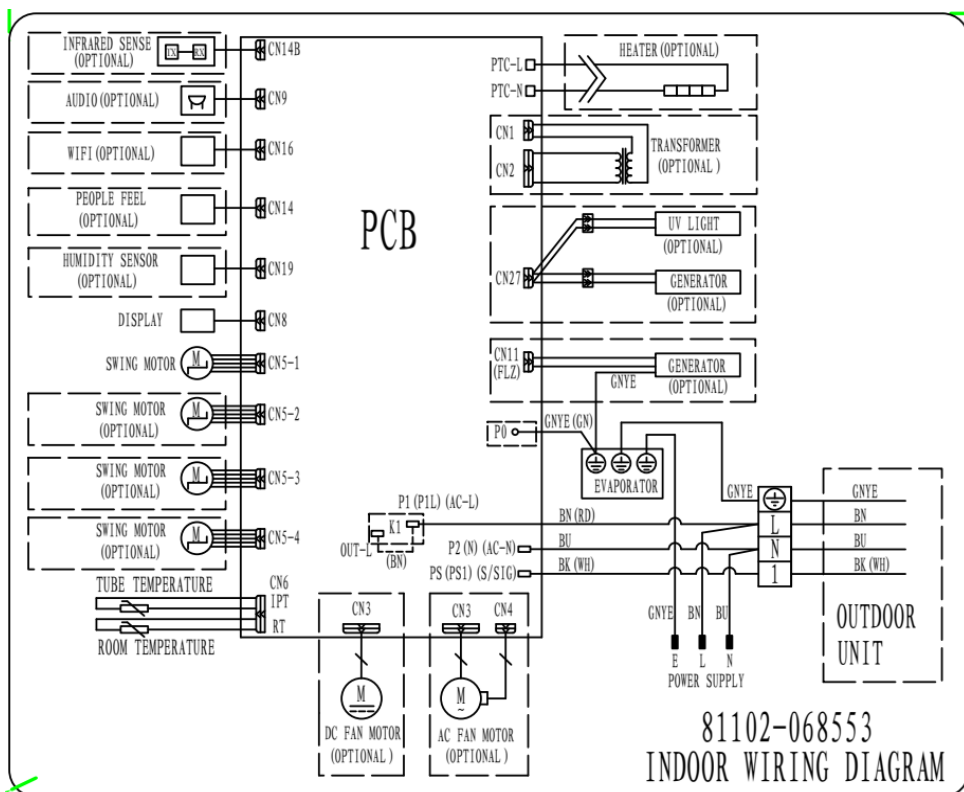 INFRARED SENSE
(OPTIONAL)
TX
RX
CN14B
AUDIO(OPTIONAL)
CN9
WIFI(OPTIONAL)
CN16
PEOPLE FEEL
(OPTIONAL)
CN14
HUMIDITY SENSOR
(OPTIONAL)
CN19
DISPLAY
CN8
SWING MOTOR
M
CN5-1
SWING MOTOR
(OPTIONAL)
M
CN5-2
SWING MOTOR
(OPTIONAL)
M
CN5-3
SWING MOTOR
(OPTIONAL)
M
CN5-4
TUBE TEMPERATURE
CN6
IPT
RT
ROOM TEMPERATURE
PCB
PTC-L
PTC-N
HEATER(OPTIONAL)
CN1
CN2
TRANSFORMER
(OPTIONAL)
CN27
UV LIGHT
(OPTIONAL)
GENERATOR
(OPTIONAL)
CN11
(FLZ)
GENERATOR
(OPTIONAL)
GNYE
P0
GNYE(GN)
EVAPORATOR
P1(P1L)(AC-L)
K1
OUT-L
(BN)
BN(RD)
P2(N)(AC-N)
BU
PS(PS1)(S/SIG)
BK(WH)
GNYE
L
N
1
GNYE
BN
BU
BK(WH)
OUTDOOR
UNIT
GNYE
BN
BU
E
L
N
POWER SUPPLY
CN3
M
DC FAN MOTOR
(OPTIONAL)
CN3
CN4
M
~
AC FAN MOTOR
(OPTIONAL)
81102-068553
INDOOR WIRING DIAGRAM